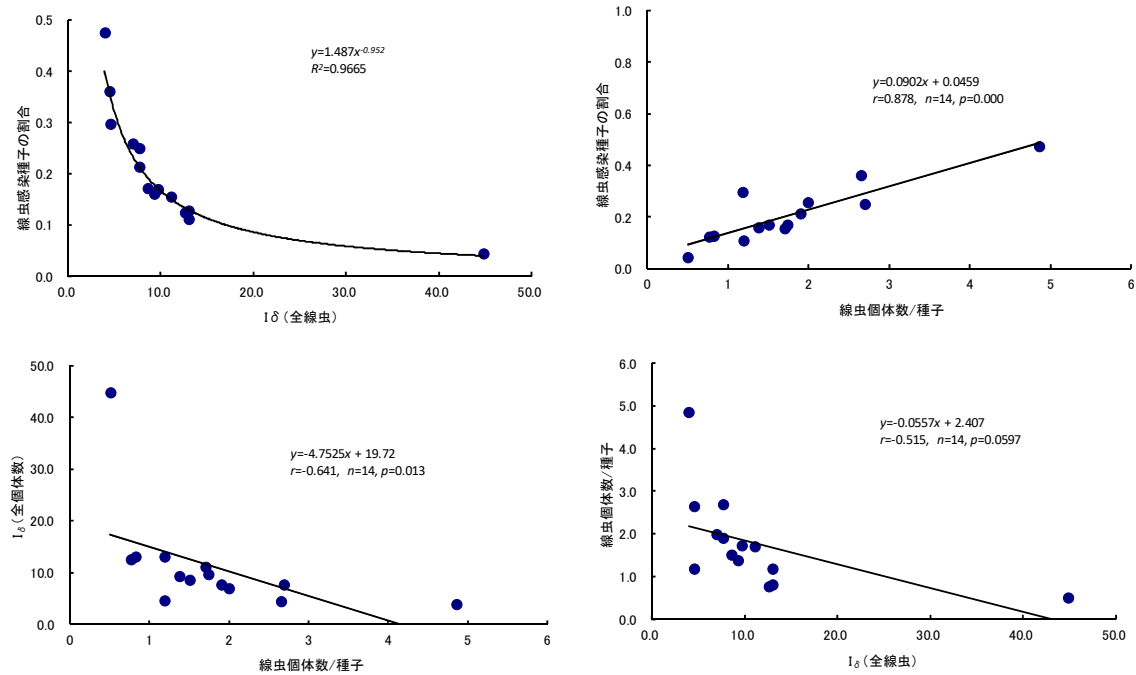 0.5
0.4
0.3
0.2
0.1
0.0
線虫感染種子の割合
y=1.487x^-0.952
R²=0.9665
0.0 10.0 20.0 30.0 40.0 50.0
Iδ(全線虫)
1.0
0.8
0.6
0.4
0.2
0.0
線虫感染種子の割合
y=0.0902x + 0.0459
r=0.878, n=14, p=0.000
0 1 2 3 4 5 6
線虫個体数/種子
50.0
40.0
30.0
20.0
10.0
0.0
Iδ(全個体数)
y=-4.7525x + 19.72
r=-0.641, n=14, p=0.013
0 1 2 3 4 5 6
線虫個体数/種子
6.0
5.0
4.0
3.0
2.0
1.0
0.0
線虫個体数/種子
y=-0.0557x + 2.407
r=-0.515, n=14, p=0.0597
0.0 10.0 20.0 30.0 40.0 50.0
Iδ(全線虫)